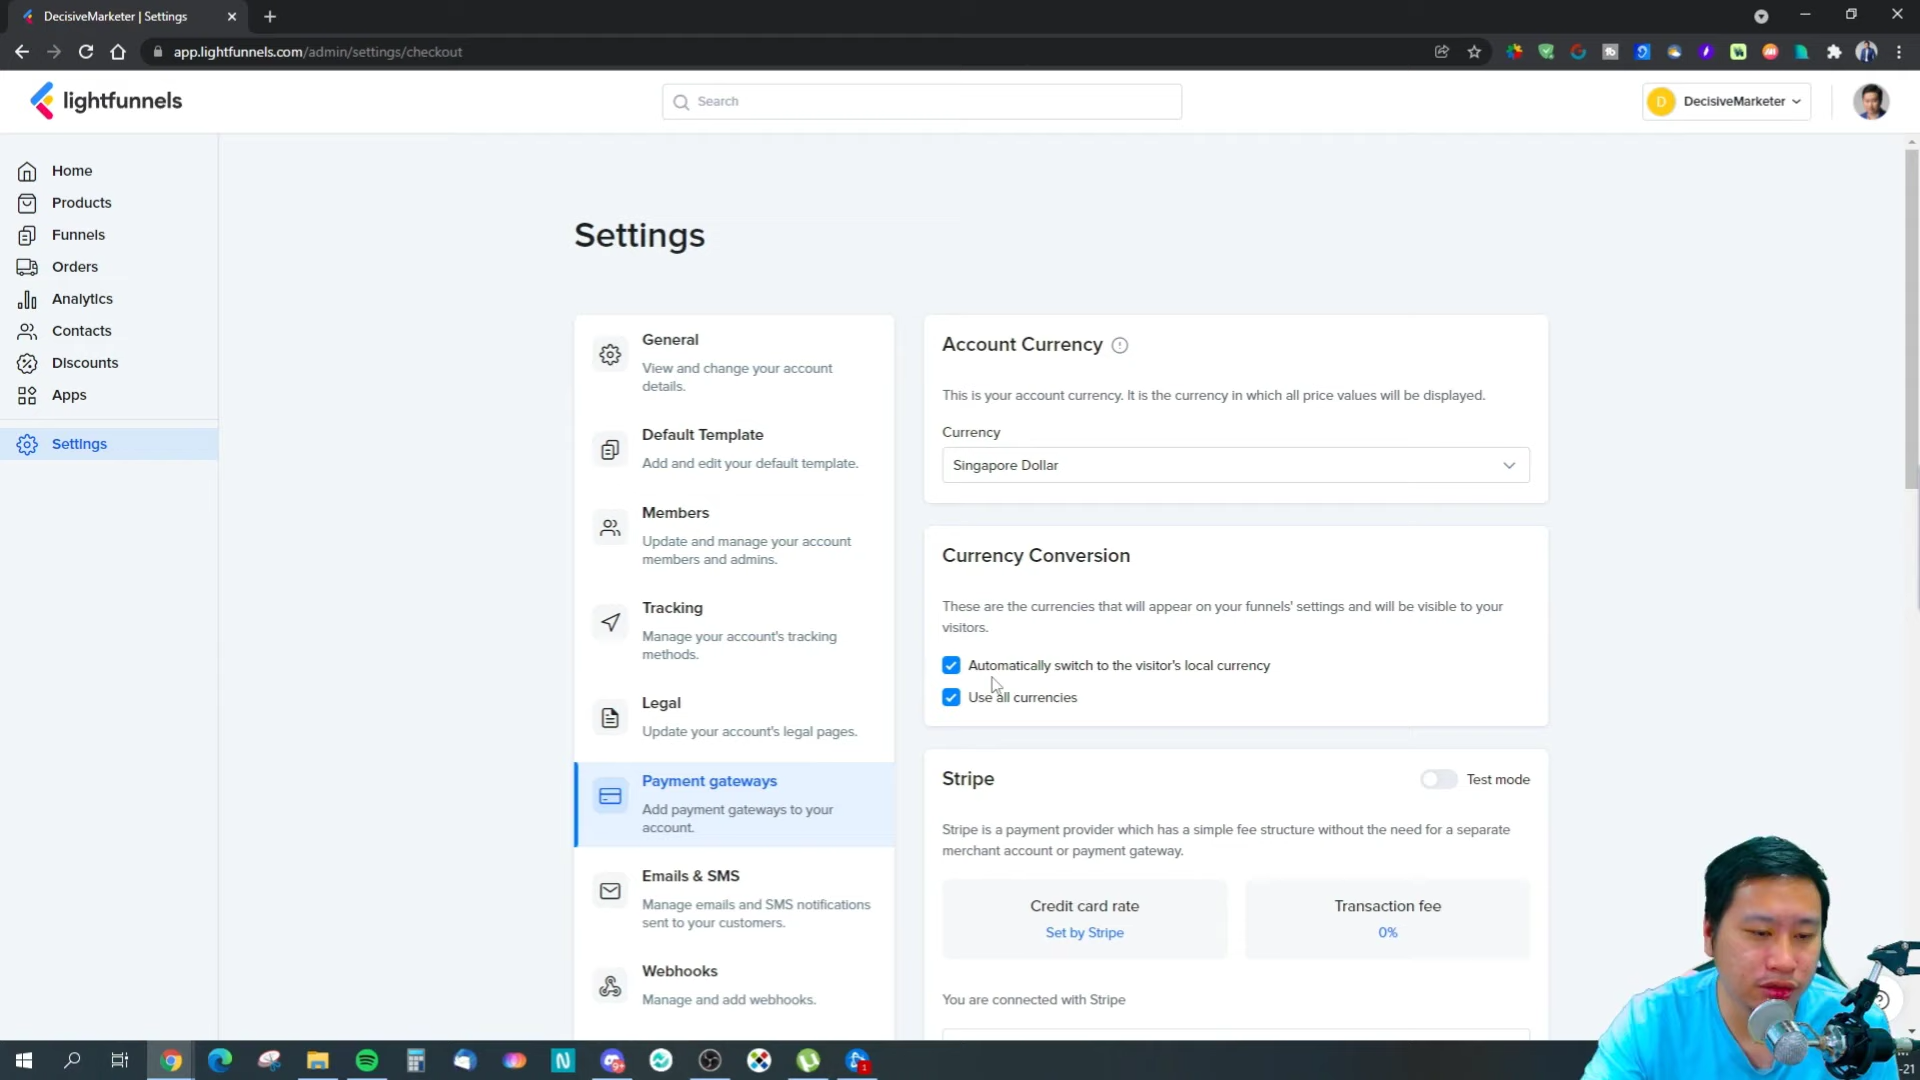 DecisiveMarketer | Settings
app.lightfunnels.com/admin/settings/checkout
lightfunnels
Search
D
DecisiveMarketer
Home
Products
Funnels
Orders
Analytics
Contacts
Discounts
Apps
Settings
Settings
General
View and change your account
details.
Default Template
Add and edit your default template.
Members
Update and manage your account
members and admins.
Tracking
Manage your account's tracking
methods.
Legal
Update your account's legal pages.
Payment gateways
Add payment gateways to your
account.
Emails & SMS
Manage emails and SMS notifications
sent to your customers.
Webhooks
Manage and add webhooks.
Account Currency
This is your account currency. It is the currency in which all price values will be displayed.
Currency
Singapore Dollar
Currency Conversion
These are the currencies that will appear on your funnels' settings and will be visible to your
visitors.
Automatically switch to the visitor's local currency
Use all currencies
Stripe
Test mode
Stripe is a payment provider which has a simple fee structure without the need for a separate
merchant account or payment gateway.
Credit card rate
Set by Stripe
Transaction fee
0%
You are connected with Stripe
-21